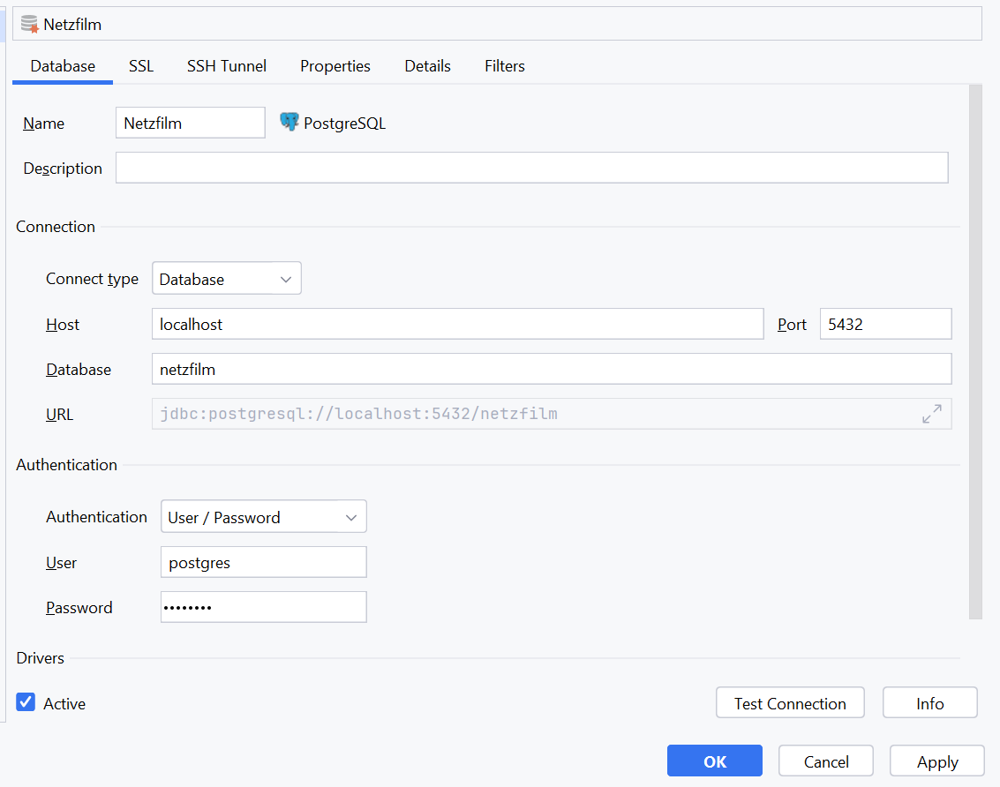 Netzfilm
Database SSL SSH Tunnel Properties Details Filters
Name Netzfilm PostgreSQL
Description
Connection
Connect type Database
Host localhost Port 5432
Database netzfilm
URL jdbc:postgresql://localhost:5432/netzfilm
Authentication
Authentication User / Password
User postgres
Password ••••••••
Drivers
Active Test Connection Info
OK Cancel Apply